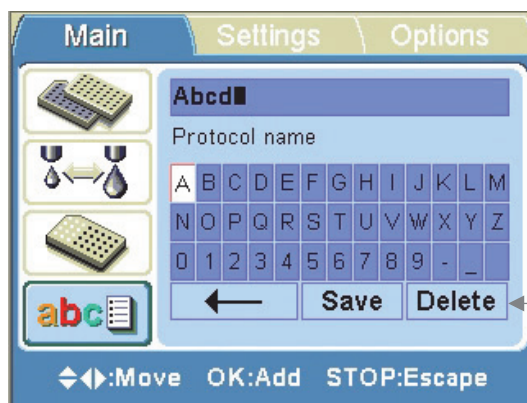 Main Settings Options
Abcd
Protocol name
A B C D E F G H I J K L M
N O P Q R S T U V W X Y Z
0 1 2 3 4 5 6 7 8 9 - _
abc
← Save Delete
:Move OK:Add STOP:Escape